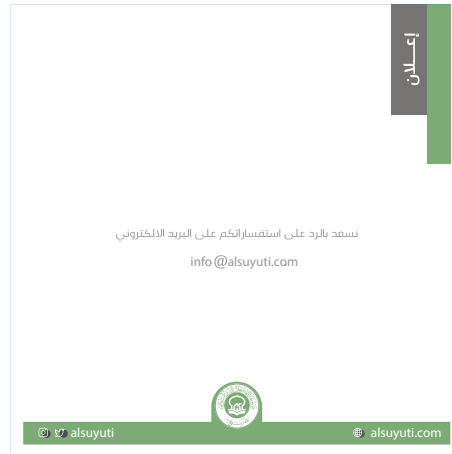 إعـــلان
نسعد بالرد على استفساراتكم على البريد الالكتروني
info@alsuyuti.com
alsuyuti
alsuyuti.com